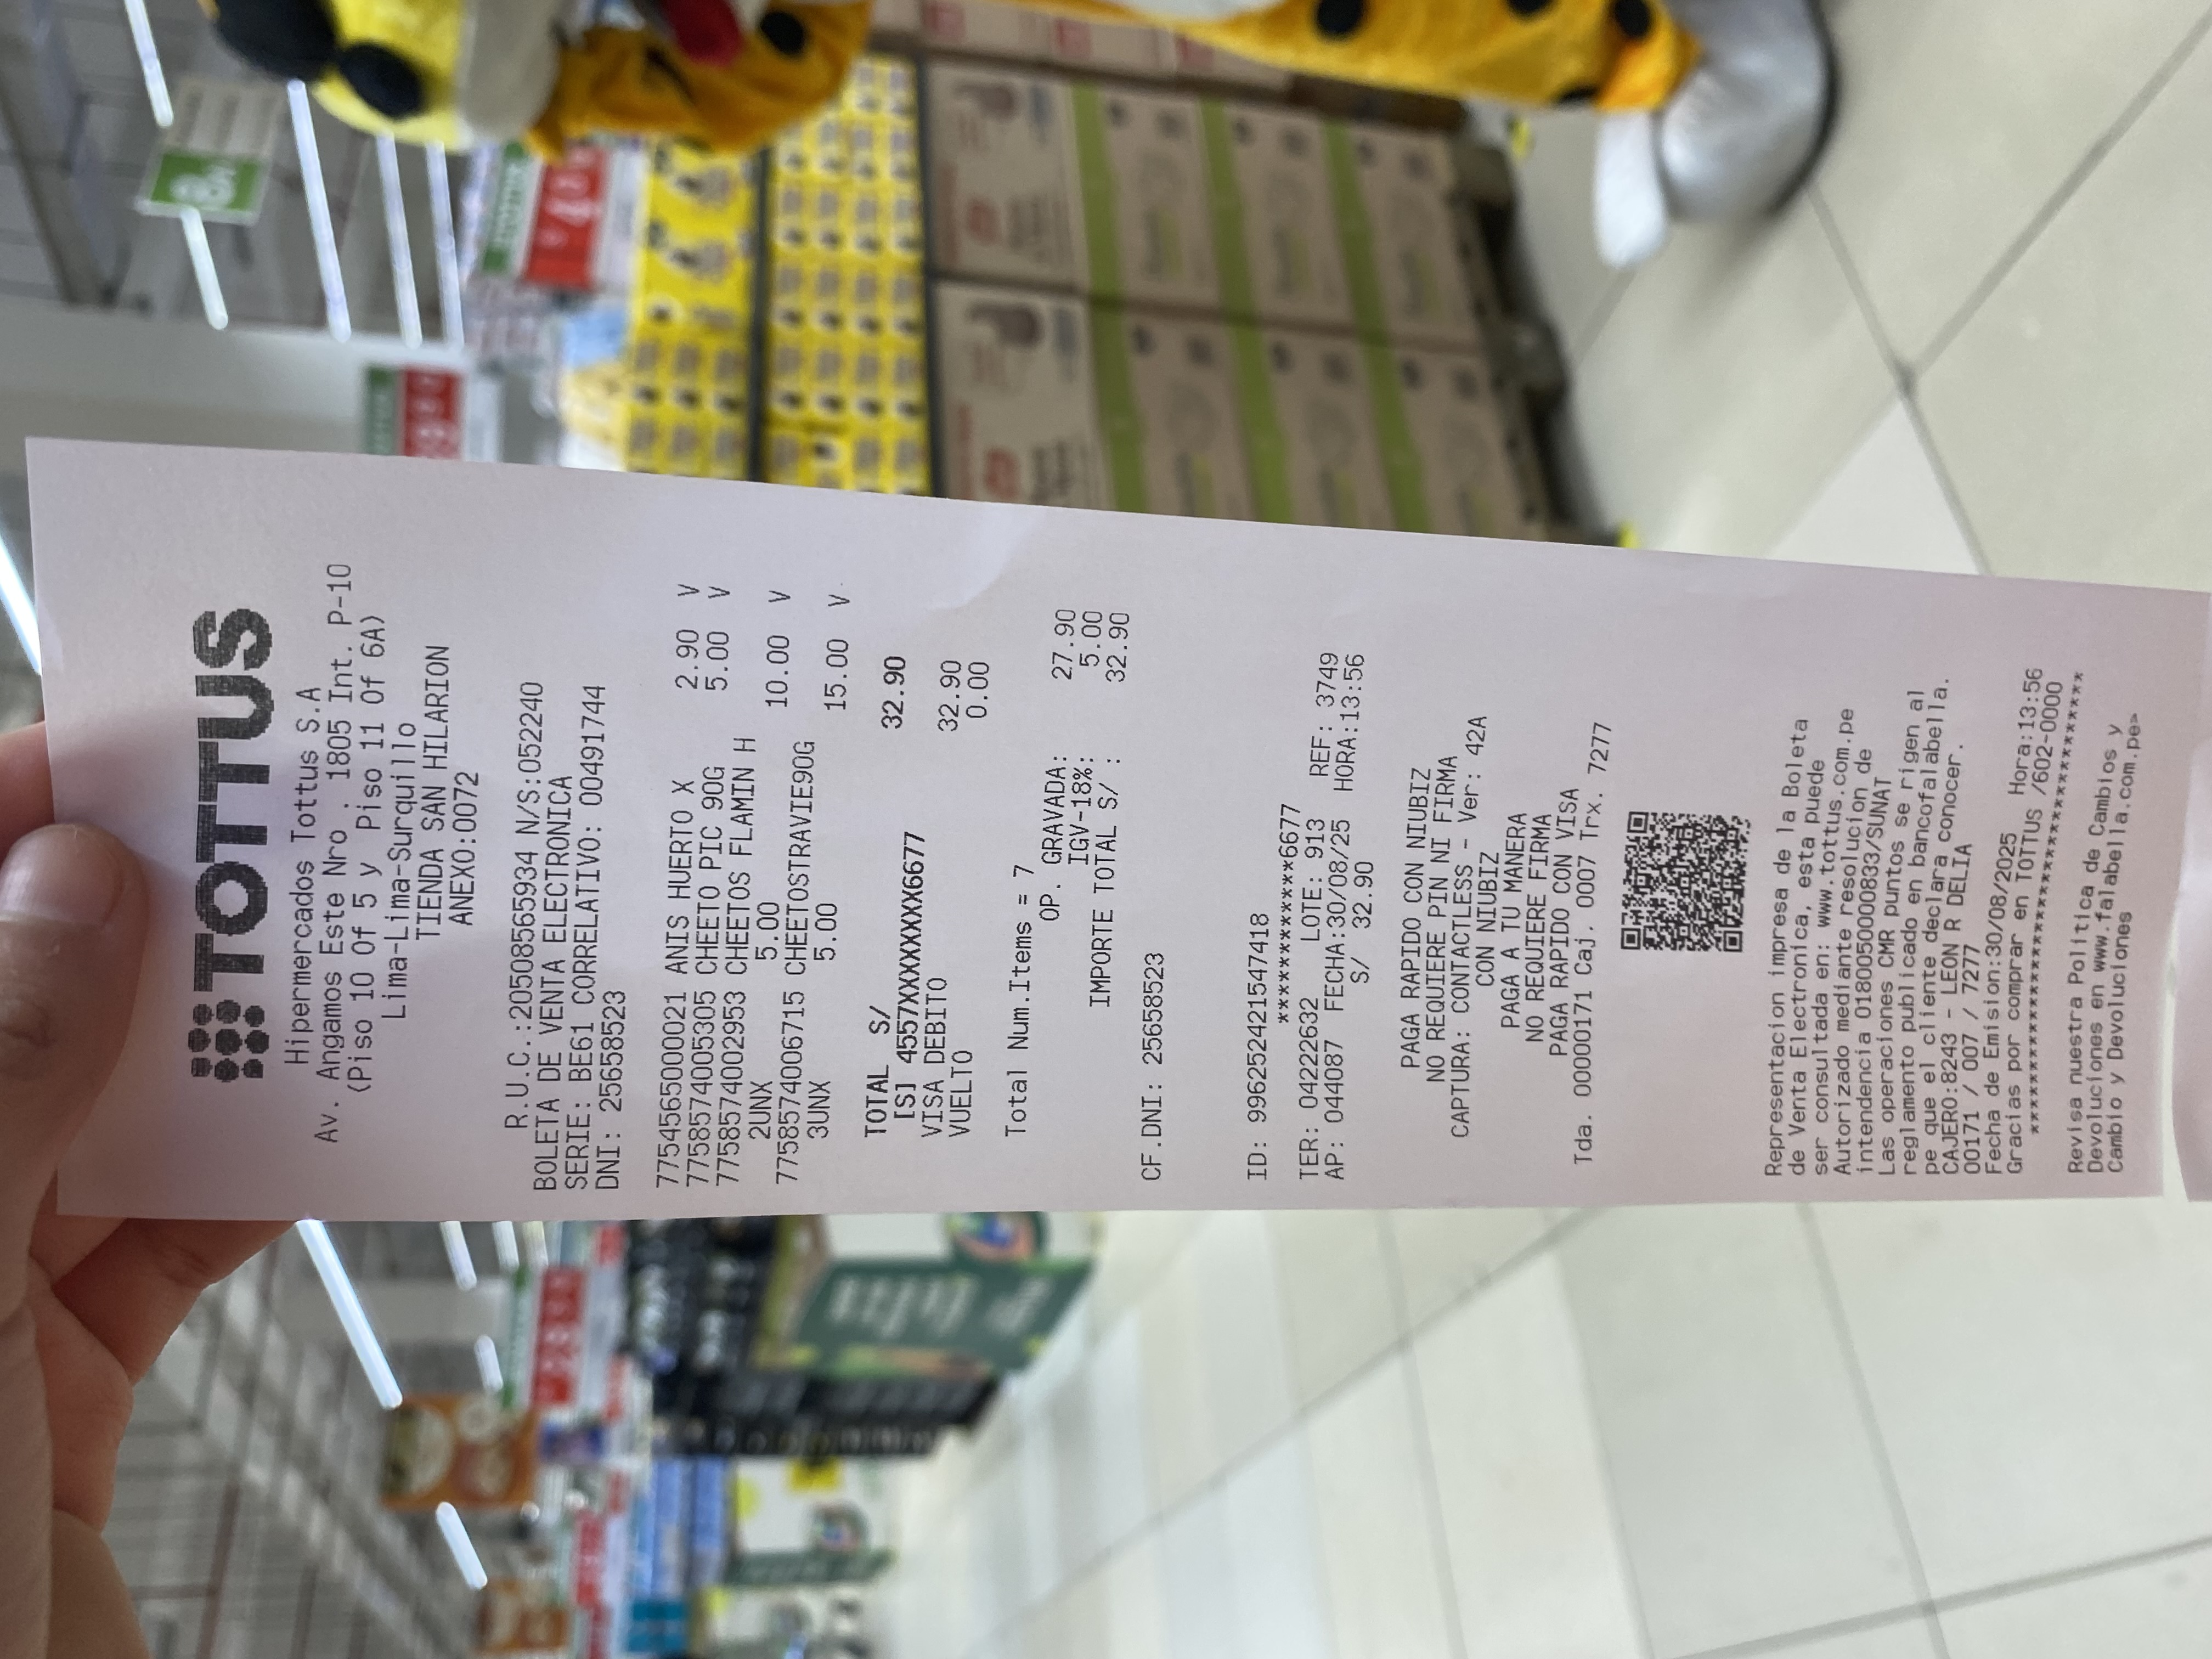 TOTTUS
Hipermercados Tottus S.A
Av. Angamos Este Nro . 1805 Int. P-10
(Piso 10 Of 5 y Piso 11 Of 6A)
Lima-Lima-Surquillo
TIENDA SAN HILARION
ANEXO:0072
R.U.C.:20508565934 N/S:052240
BOLETA DE VENTA ELECTRONICA
SERIE: BE61 CORRELATIVO: 00491744
DNI: 25658523
7754565000021 ANIS HUERTO X 2.90 V
7758574005305 CHEETO PIC 90G 5.00 V
7758574002953 CHEETOS FLAMIN H
2UNX 5.00 10.00 V
7758574006715 CHEETOSTRAVIE90G
3UNX 5.00 15.00 V
TOTAL S/ 32.90
[S] 4557XXXXXXXX6677
VISA DEBITO 32.90
VUELTO 0.00
Total Num.Items = 7
OP. GRAVADA: 27.90
IGV-18%: 5.00
IMPORTE TOTAL S/ : 32.90
CF.DNI: 25658523
ID: 996252421547418
************6677
TER: 04222632 LOTE: 913 REF: 3749
AP: 044087 FECHA:30/08/25 HORA:13:56
S/ 32.90
PAGA RAPIDO CON NIUBIZ
NO REQUIERE PIN NI FIRMA
CAPTURA: CONTACTLESS - Ver: 42A
CON NIUBIZ
PAGA A TU MANERA
NO REQUIERE FIRMA
PAGA RAPIDO CON VISA
Tda. 00000171 Caj. 0007 Trx. 7277
Representacion impresa de la Boleta
de Venta Electronica, esta puede
ser consultada en: www.tottus.com.pe
Autorizado mediante resolucion de
intendencia 0180050000833/SUNAT
Las operaciones CMR puntos se rigen al
reglamento publicado en bancofalabella.
pe que el cliente declara conocer.
CAJERO:8243 - LEON R DELIA
00171 / 007 / 7277
Fecha de Emision:30/08/2025 Hora:13:56
Gracias por comprar en TOTTUS /602-0000
************************************
Revisa nuestra Politica de Cambios y
Devoluciones en www.falabella.com.pe>
Cambio y Devoluciones